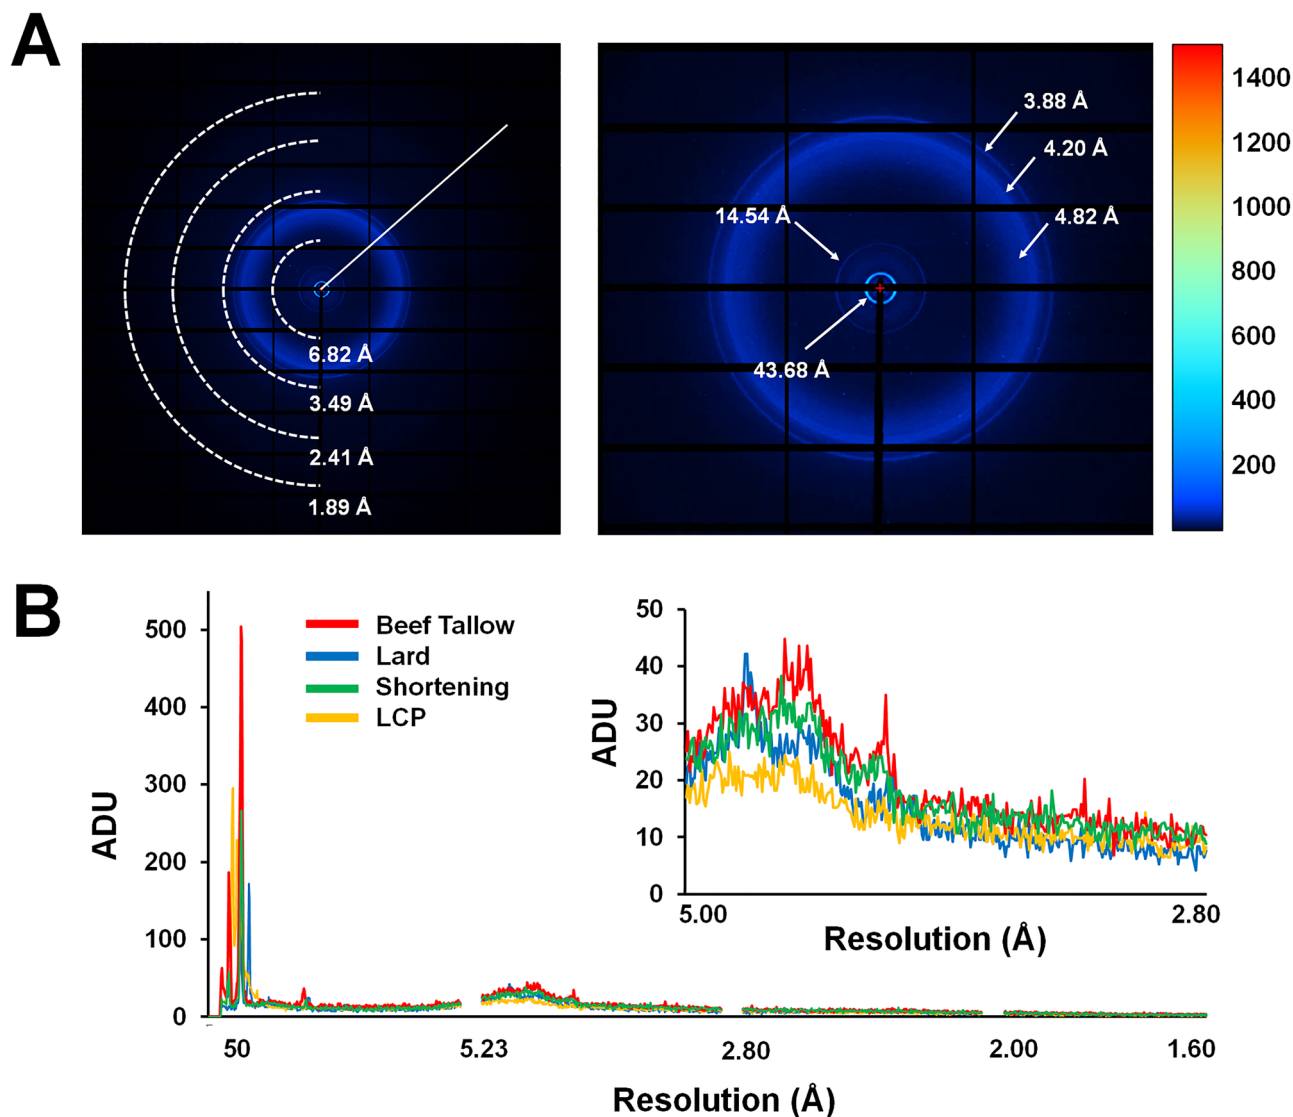 A
6.82 Å
3.49 Å
2.41 Å
1.89 Å
3.88 Å
4.20 Å
4.82 Å
14.54 Å
43.68 Å
1400
1200
1000
800
600
400
200
B
500
400
300
200
100
0
ADU
Beef Tallow
Lard
Shortening
LCP
50
5.23
2.80
2.00
1.60
Resolution (Å)
50
40
30
20
10
0
ADU
5.00
2.80
Resolution (Å)